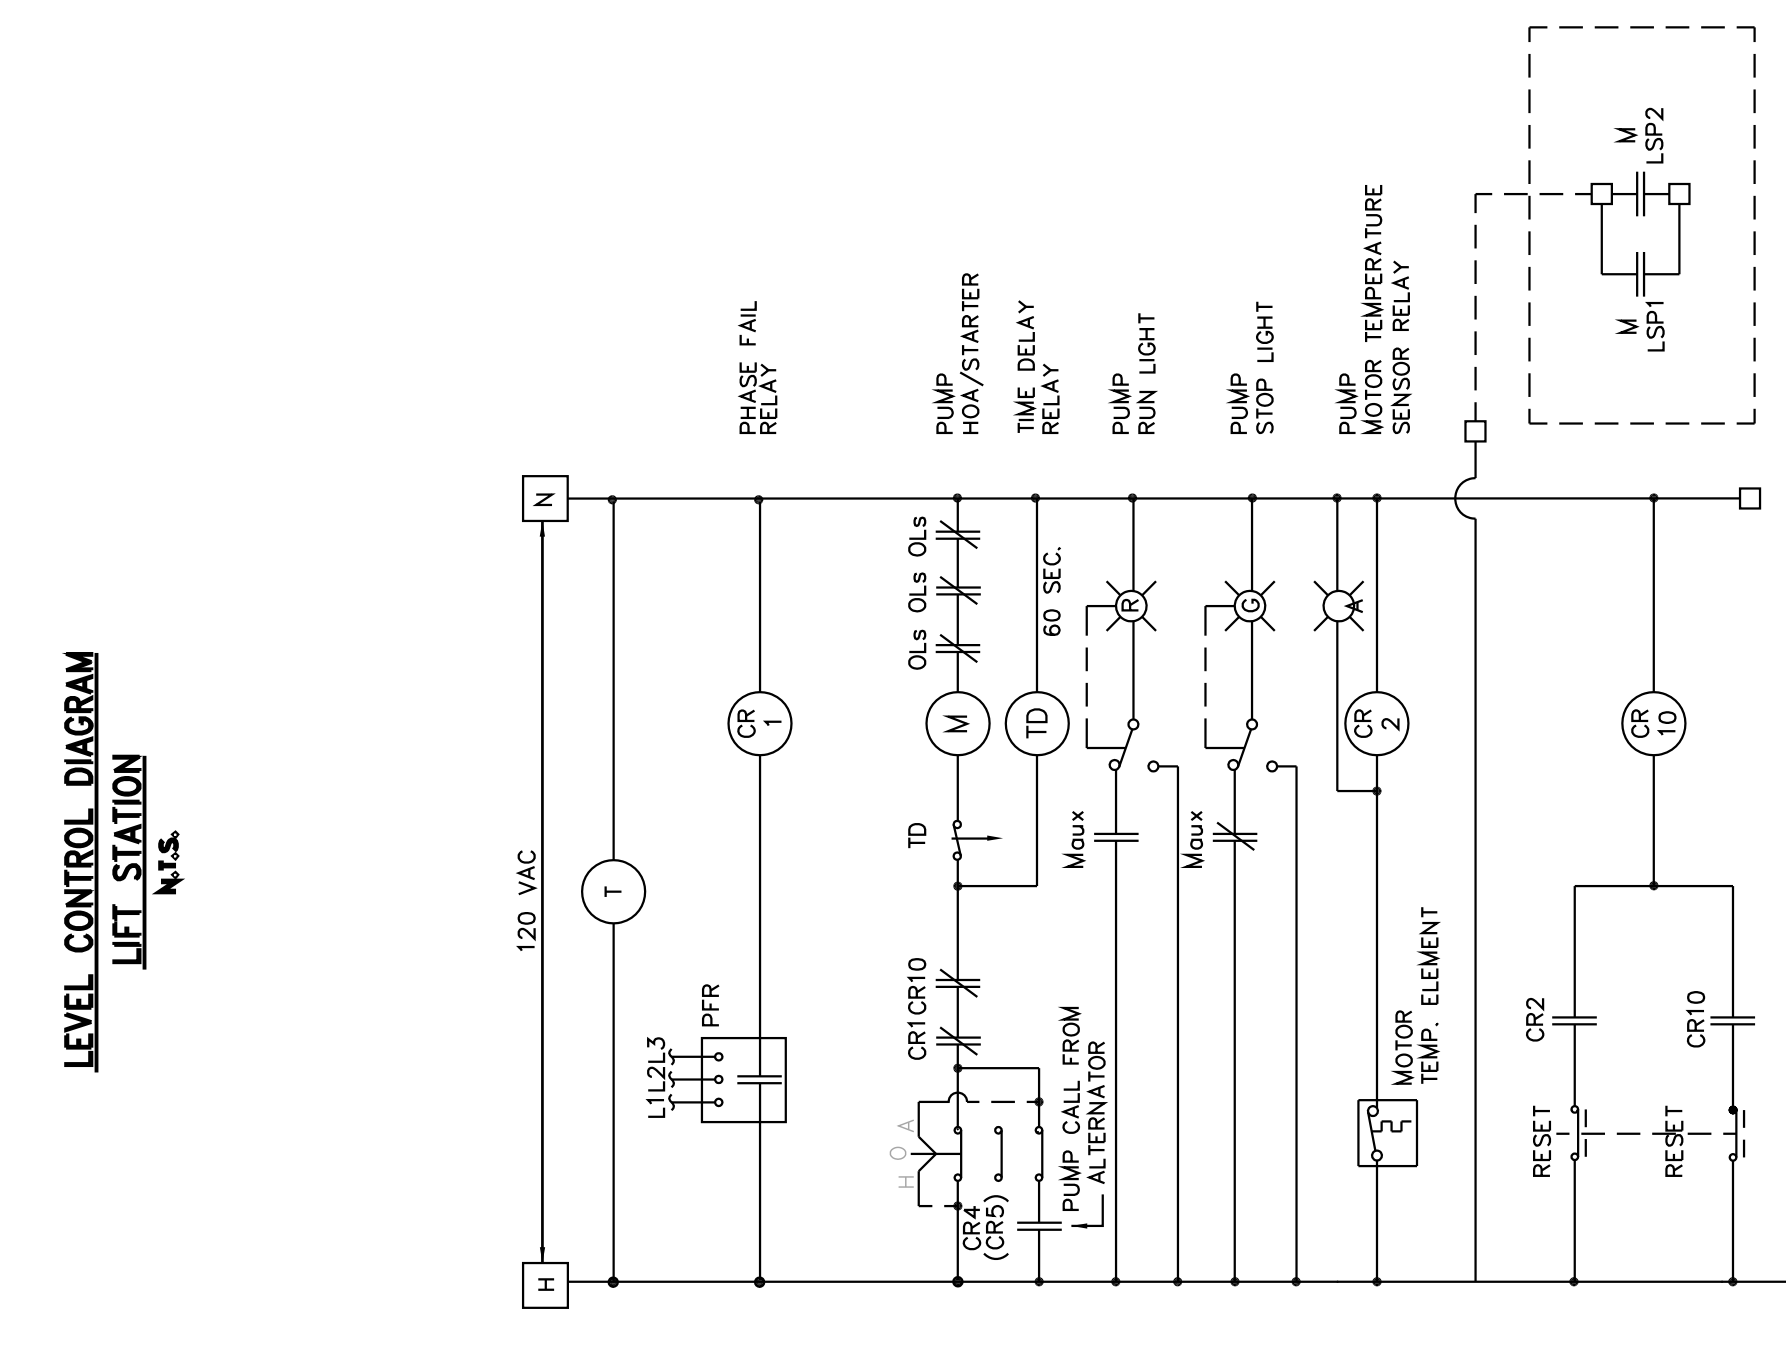 LEVEL CONTROL DIAGRAM
LIFT STATION
N.T.S.
H
120 VAC
N
T
L1L2L3
PFR
CR
1
PHASE FAIL
RELAY
H O A
CR1CR10
TD
M
OLs OLs OLs
PUMP
HOA/STARTER
CR4
(CR5)
TD
60 SEC.
TIME DELAY
RELAY
PUMP CALL FROM
ALTERNATOR
Maux
R
PUMP
RUN LIGHT
Maux
G
PUMP
STOP LIGHT
A
CR
2
MOTOR
TEMP. ELEMENT
PUMP
MOTOR TEMPERATURE
SENSOR RELAY
RESET
CR2
CR
10
RESET
CR10
M
LSP1
M
LSP2